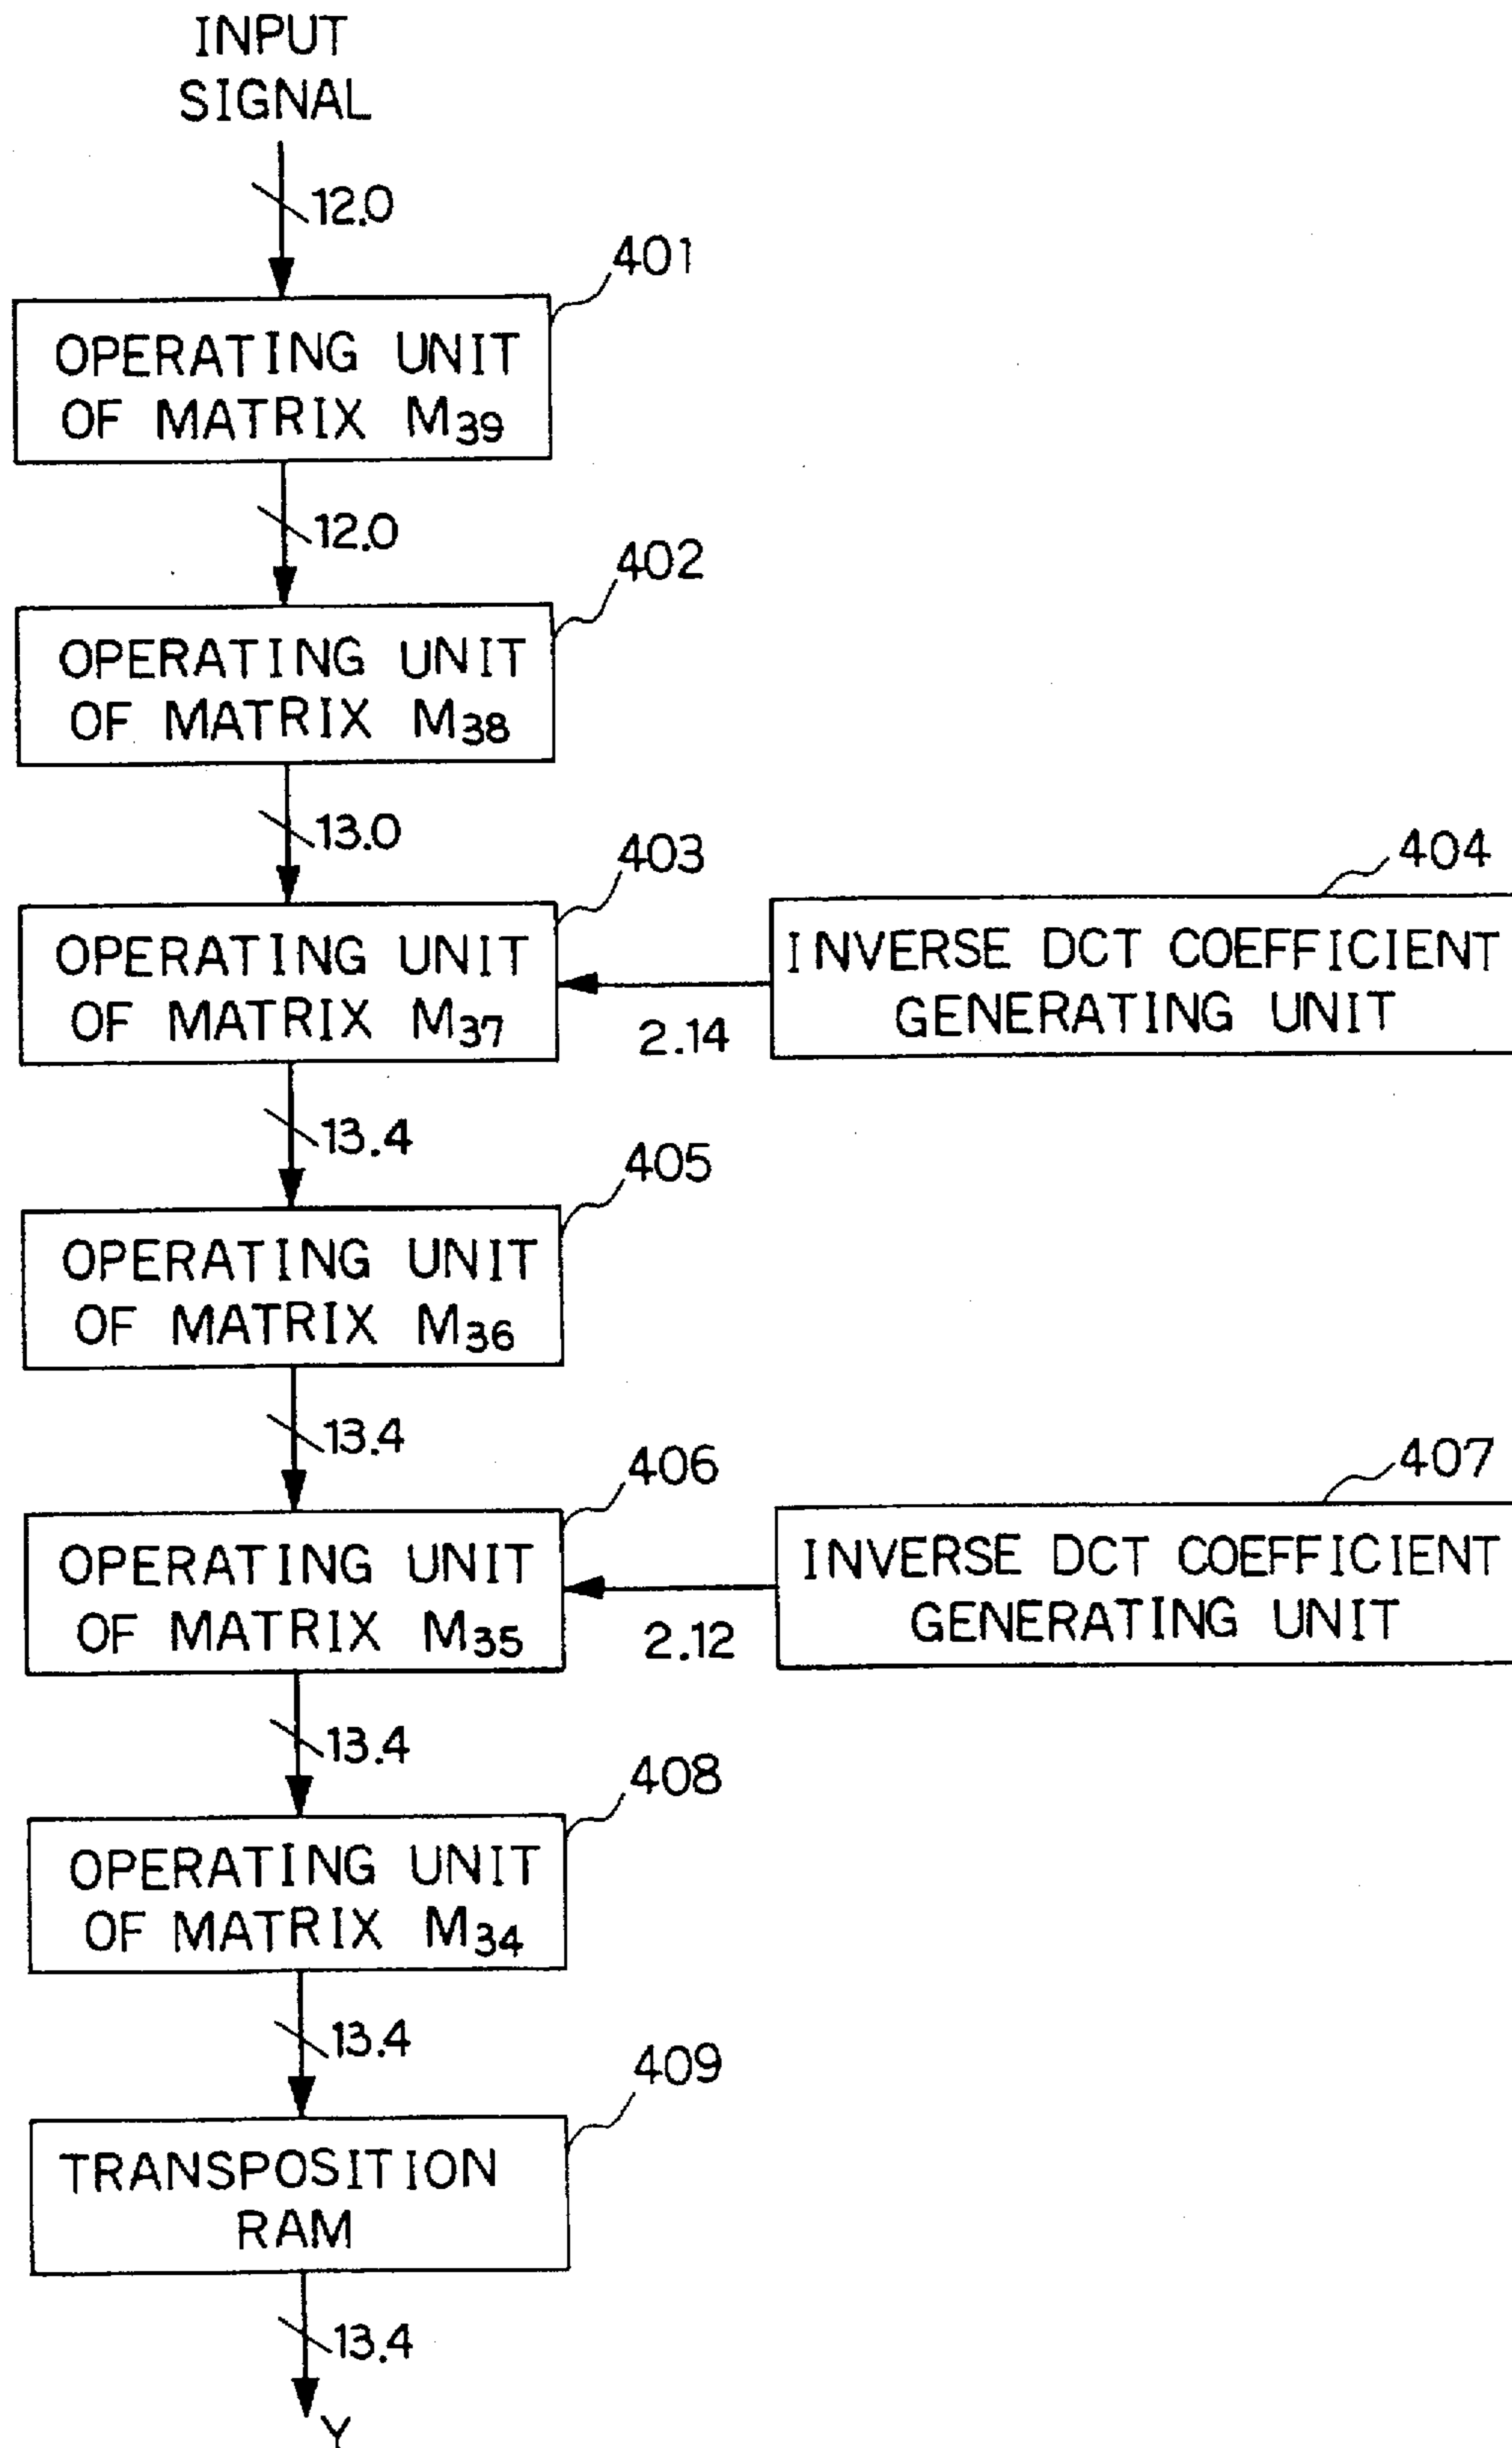 INPUT
SIGNAL
12.0
401
OPERATING UNIT
OF MATRIX M39
12.0
402
OPERATING UNIT
OF MATRIX M38
13.0
403
OPERATING UNIT
OF MATRIX M37
404
INVERSE DCT COEFFICIENT
GENERATING UNIT
2.14
13.4
405
OPERATING UNIT
OF MATRIX M36
13.4
406
OPERATING UNIT
OF MATRIX M35
407
INVERSE DCT COEFFICIENT
GENERATING UNIT
2.12
13.4
408
OPERATING UNIT
OF MATRIX M34
13.4
409
TRANSPOSITION
RAM
13.4
Y